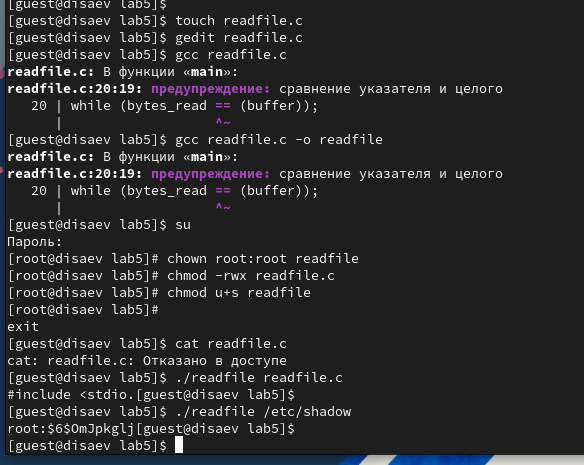 [guest@disaev lab5]$
[guest@disaev lab5]$ touch readfile.c
[guest@disaev lab5]$ gedit readfile.c
[guest@disaev lab5]$ gcc readfile.c
readfile.c: В функции «main»:
readfile.c:20:19: предупреждение: сравнение указателя и целого
20 | while (bytes_read == (buffer));
| ^~
[guest@disaev lab5]$ gcc readfile.c -o readfile
readfile.c: В функции «main»:
readfile.c:20:19: предупреждение: сравнение указателя и целого
20 | while (bytes_read == (buffer));
| ^~
[guest@disaev lab5]$ su
Пароль:
[root@disaev lab5]# chown root:root readfile
[root@disaev lab5]# chmod -rwx readfile.c
[root@disaev lab5]# chmod u+s readfile
[root@disaev lab5]#
exit
[guest@disaev lab5]$ cat readfile.c
cat: readfile.c: Отказано в доступе
[guest@disaev lab5]$ ./readfile readfile.c
#include <stdio.[guest@disaev lab5]$
[guest@disaev lab5]$ ./readfile /etc/shadow
root:$6$OmJpkglj[guest@disaev lab5]$
[guest@disaev lab5]$